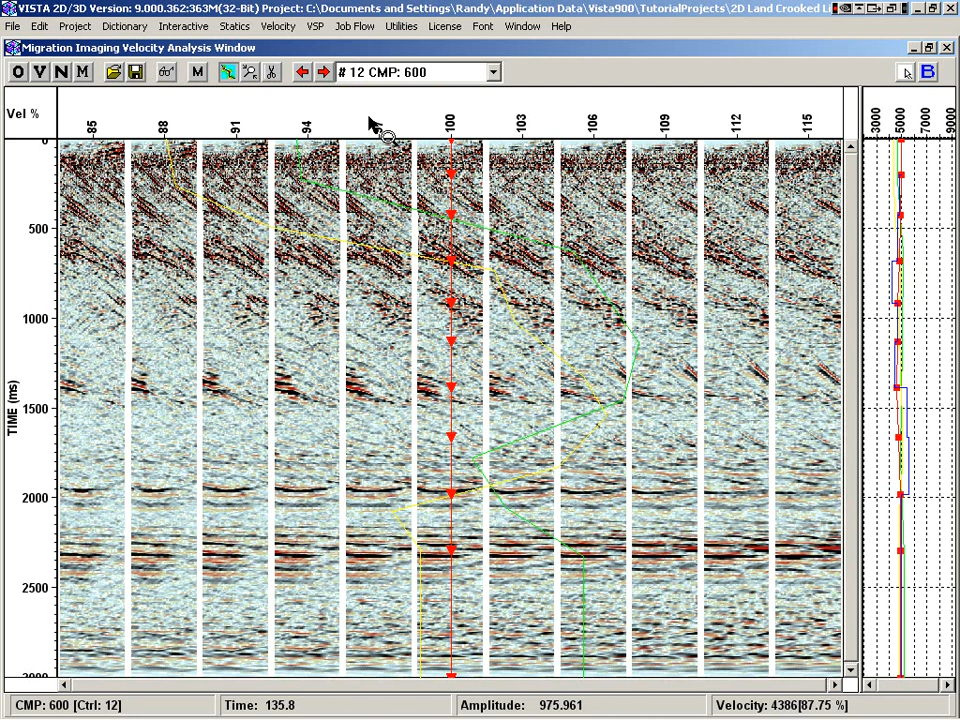 VISTA 2D/3D Version: 9.000.362:363M(32-Bit) Project: C:\Documents and Settings\Randy\Application Data\Vista900\TutorialProjects\2D Land Crooked Li
File Edit Project Dictionary Interactive Statics Velocity VSP Job Flow Utilities License Font Window Help
Migration Imaging Velocity Analysis Window
O V N M M # 12 CMP: 600 B
Vel %
85 88 91 94 97 100 103 106 109 112 115
3000 5000 7000 9000
0
500
1000
1500
2000
2500
3000
TIME (ms)
CMP: 600 [Ctrl: 12] Time: 135.8 Amplitude: 975.961 Velocity: 4386[87.75 %]